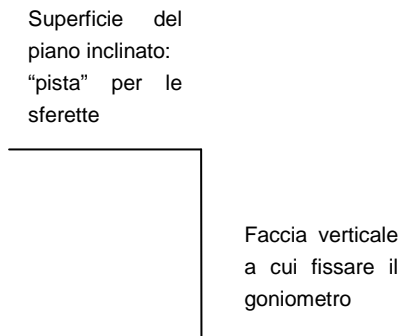 Superficie del
piano inclinato:
“pista” per le
sferette
Faccia verticale
a cui fissare il
goniometro